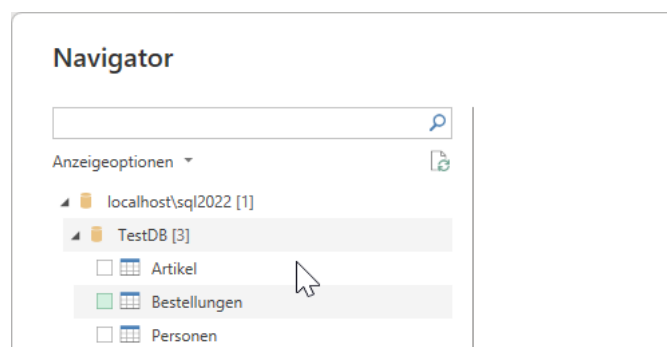 Navigator
Anzeigeoptionen
localhost\sql2022 [1]
TestDB [3]
Artikel
Bestellungen
Personen